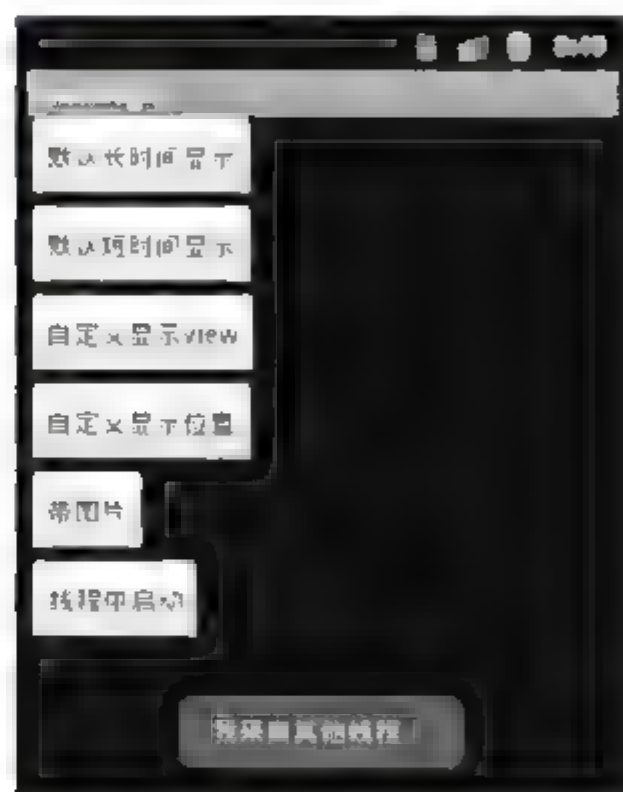 默认长时间显示
默认短时间显示
自定义显示view
自定义显示位置
带图片
线程中启动
我来自其他线程